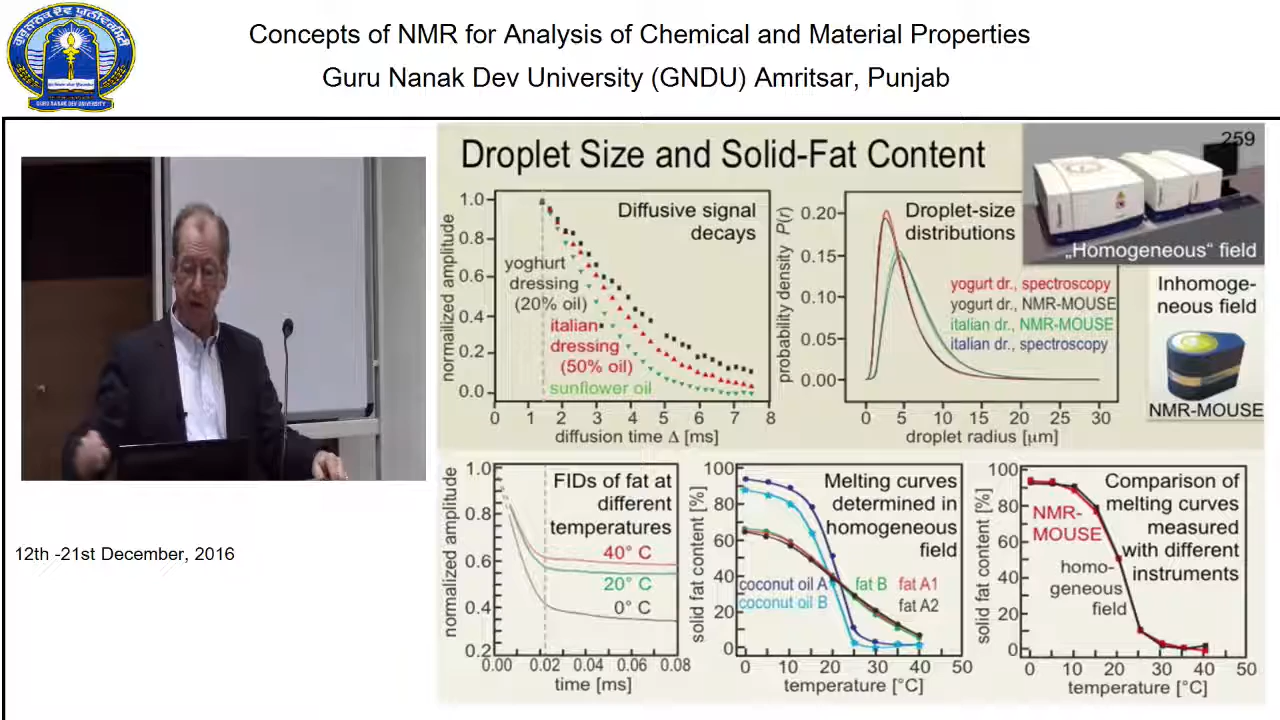 Concepts of NMR for Analysis of Chemical and Material Properties
Guru Nanak Dev University (GNDU) Amritsar, Punjab
GURU NANAK DEV UNIVERSITY
12th -21st December, 2016
Droplet Size and Solid-Fat Content
259
„Homogeneous“ field
Inhomoge-
neous field
NMR-MOUSE
normalized amplitude
1.0
0.8
0.6
0.4
0.2
0.0
Diffusive signal
decays
yoghurt
dressing
(20% oil)
italian
dressing
(50% oil)
sunflower oil
0 1 2 3 4 5 6 7 8
diffusion time Δ [ms]
probability density P(r)
0.20
0.15
0.10
0.05
0.00
Droplet-size
distributions
yogurt dr., spectroscopy
yogurt dr., NMR-MOUSE
italian dr., NMR-MOUSE
italian dr., spectroscopy
0 5 10 15 20 25 30
droplet radius [μm]
normalized amplitude
1.0
0.8
0.6
0.4
0.2
FIDs of fat at
different
temperatures
40° C
20° C
0° C
0.00 0.02 0.04 0.06 0.08
time [ms]
solid fat content [%]
100
80
60
40
20
0
Melting curves
determined in
homogeneous
field
coconut oil A
coconut oil B
fat B
fat A1
fat A2
0 10 20 30 40 50
temperature [°C]
solid fat content [%]
100
80
60
40
20
0
Comparison of
melting curves
measured
with different
instruments
NMR-
MOUSE
homo-
geneous
field
0 10 20 30 40 50
temperature [°C]